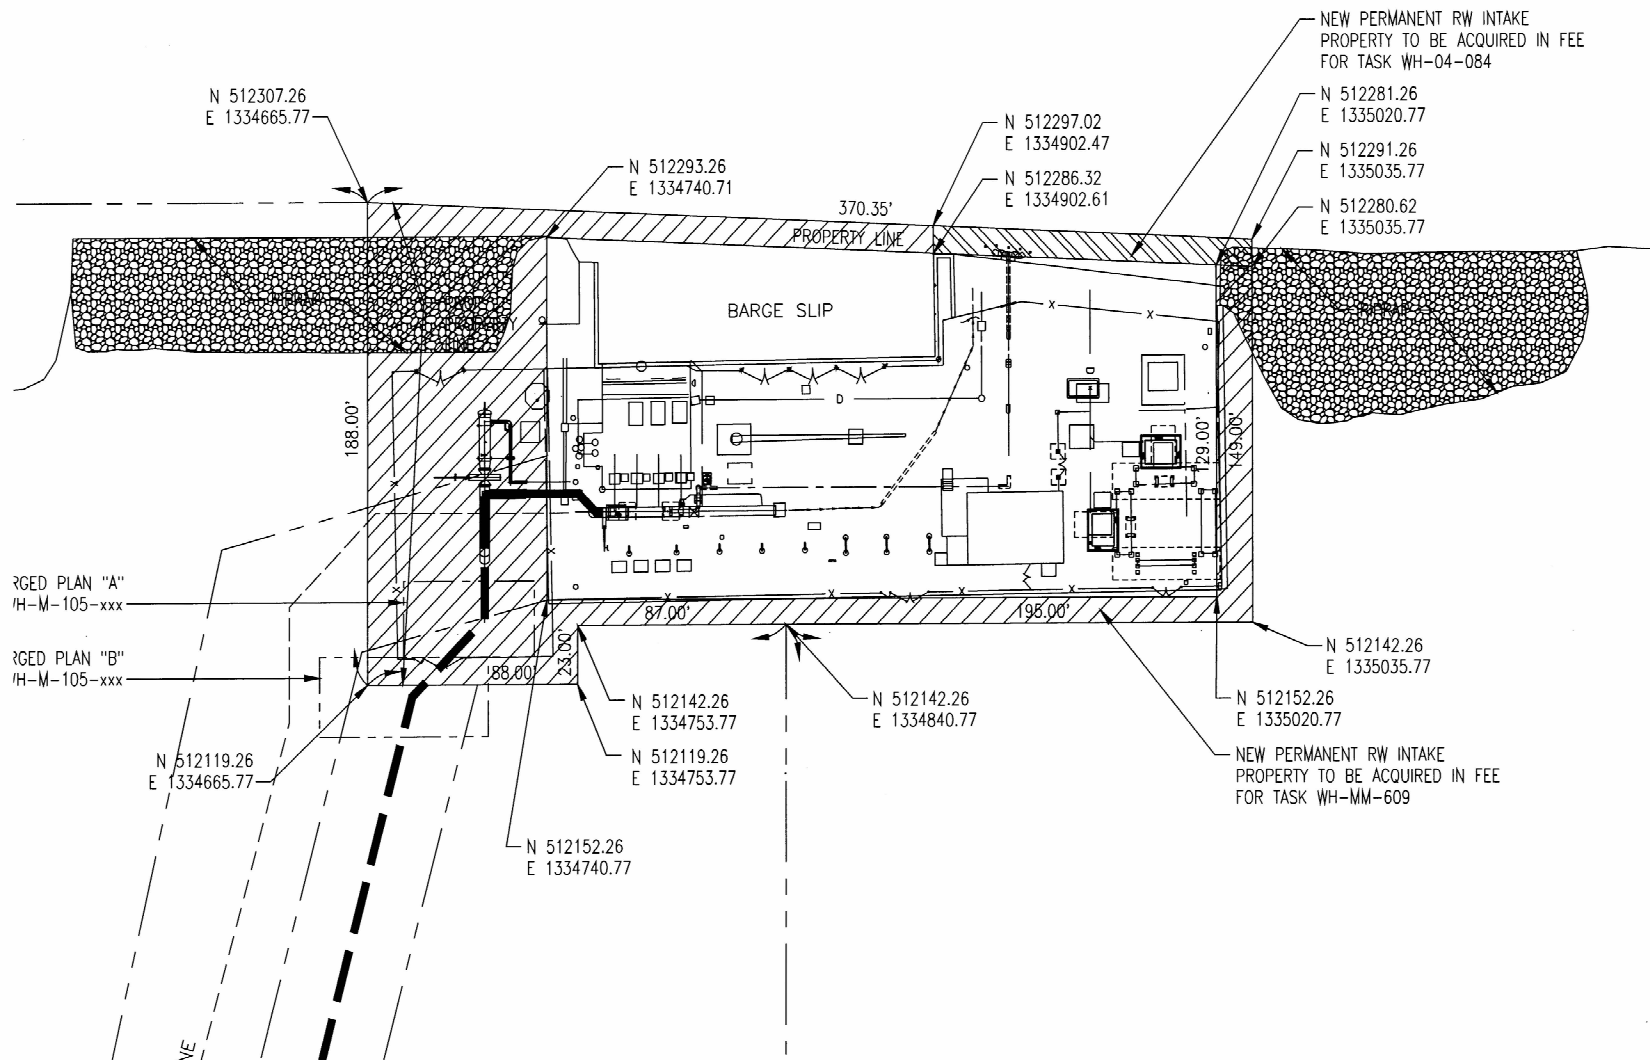 NEW PERMANENT RW INTAKE
PROPERTY TO BE ACQUIRED IN FEE
FOR TASK WH-04-084
N 512307.26
E 1334665.77
N 512293.26
E 1334740.71
N 512297.02
E 1334902.47
N 512286.32
E 1334902.61
N 512281.26
E 1335020.77
N 512291.26
E 1335035.77
N 512280.62
E 1335035.77
370.35'
PROPERTY LINE
BARGE SLIP
RIPRAP
PROPERTY
RIPRAP
188.00'
D
29.00'
149.00'
RGED PLAN "A"
/H-M-105-xxx
RGED PLAN "B"
/H-M-105-xxx
87.00'
195.00'
23.00'
88.00'
N 512119.26
E 1334665.77
N 512142.26
E 1334753.77
N 512119.26
E 1334753.77
N 512142.26
E 1334840.77
N 512142.26
E 1335035.77
N 512152.26
E 1335020.77
NEW PERMANENT RW INTAKE
PROPERTY TO BE ACQUIRED IN FEE
FOR TASK WH-MM-609
N 512152.26
E 1334740.77
NE